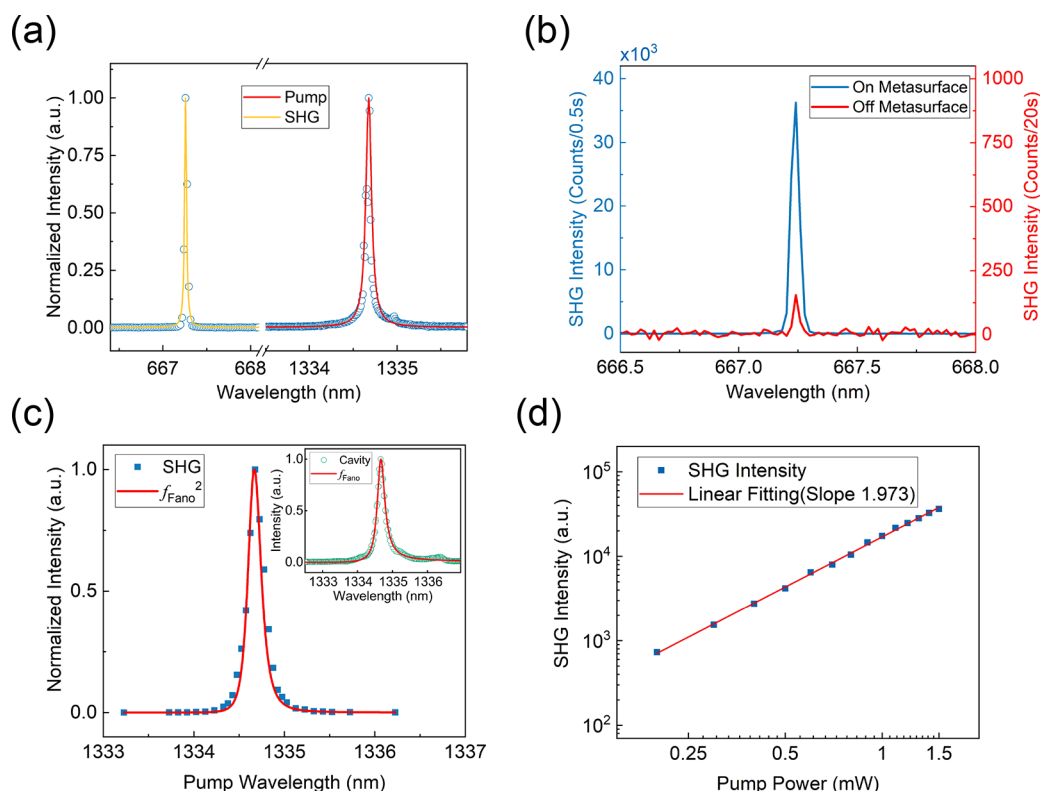 (a)
Normalized Intensity (a.u.)
1.00
0.75
0.50
0.25
0.00
Pump
SHG
667
668
1334
1335
Wavelength (nm)
(b)
x10³
SHG Intensity (Counts/0.5s)
40
30
20
10
0
On Metasurface
Off Metasurface
1000
750
500
250
0
SHG Intensity (Counts/20s)
666.5
667.0
667.5
668.0
Wavelength (nm)
(c)
Normalized Intensity (a.u.)
1.0
0.5
0.0
SHG
fFano²
Intensity (a.u.)
1.0
0.5
0.0
Cavity
fFano
1333
1334
1335
1336
Wavelength (nm)
1333
1334
1335
1336
1337
Pump Wavelength (nm)
(d)
SHG Intensity (a.u.)
10⁵
10⁴
10³
10²
SHG Intensity
Linear Fitting(Slope 1.973)
0.25
0.5
1
1.5
Pump Power (mW)